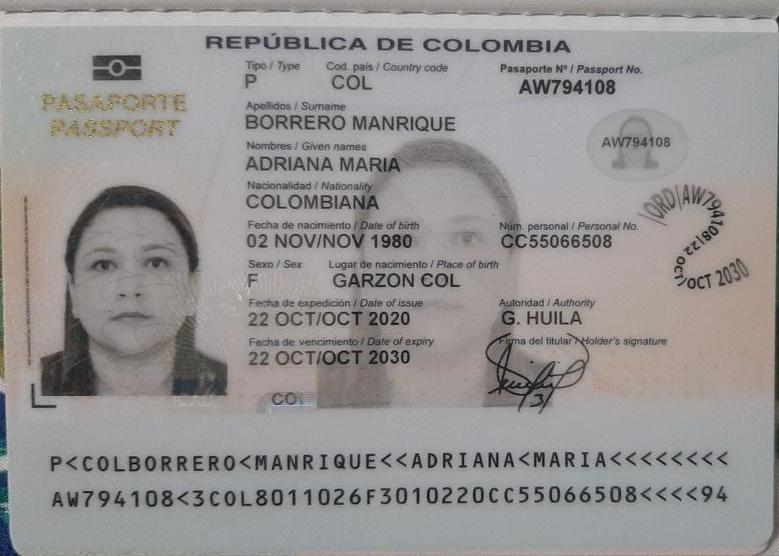 REPÚBLICA DE COLOMBIA
PASAPORTE
PASSPORT
Tipo / Type Cod. país / Country code Pasaporte Nº / Passport No.
P COL AW794108
Apellidos / Surname
BORRERO MANRIQUE
Nombres / Given names
ADRIANA MARIA
AW794108
Nacionalidad / Nationality
COLOMBIANA
Fecha de nacimiento / Date of birth Núm. personal / Personal No.
02 NOV/NOV 1980 CC55066508
Sexo / Sex Lugar de nacimiento / Place of birth
F GARZON COL
Fecha de expedición / Date of issue Autoridad / Authority
22 OCT/OCT 2020 G. HUILA
Fecha de vencimiento / Date of expiry Firma del titular / Holder's signature
22 OCT/OCT 2030
/ORD/AW794108/22 OCT/OCT 2030
COL
P<COLBORRERO<MANRIQUE<<ADRIANA<MARIA<<<<<<<<
AW794108<3COL8011026F3010220CC55066508<<<<94